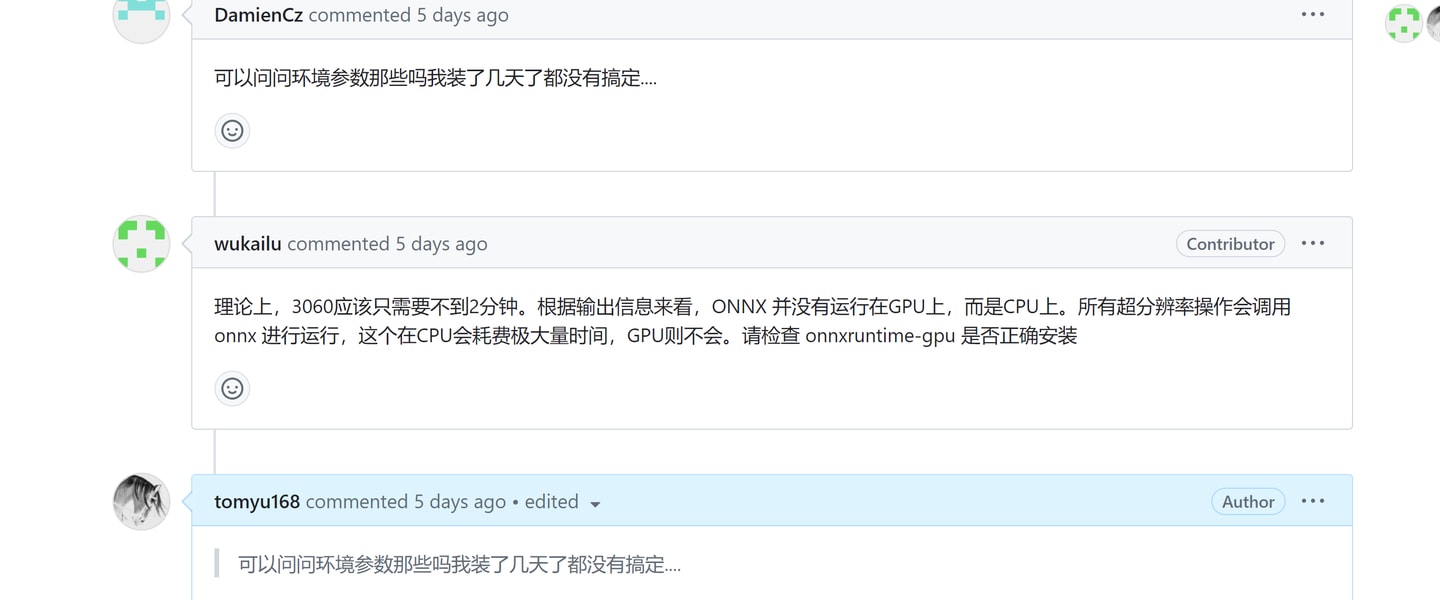 DamienCz commented 5 days ago
可以问问环境参数那些吗我装了几天了都没有搞定....
wukailu commented 5 days ago Contributor
理论上，3060应该只需要不到2分钟。根据输出信息来看，ONNX 并没有运行在GPU上，而是CPU上。所有超分辨率操作会调用
onnx 进行运行，这个在CPU会耗费极大量时间，GPU则不会。请检查 onnxruntime-gpu 是否正确安装
tomyu168 commented 5 days ago • edited Author
可以问问环境参数那些吗我装了几天了都没有搞定....